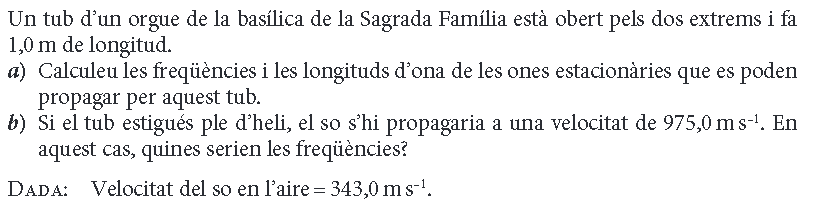 Un tub d’un orgue de la basílica de la Sagrada Família està obert pels dos extrems i fa
1,0 m de longitud.
a) Calculeu les freqüències i les longituds d’ona de les ones estacionàries que es poden
propagar per aquest tub.
b) Si el tub estigués ple d’heli, el so s’hi propagaria a una velocitat de 975,0 m s⁻¹. En
aquest cas, quines serien les freqüències?
DADA: Velocitat del so en l’aire = 343,0 m s⁻¹.